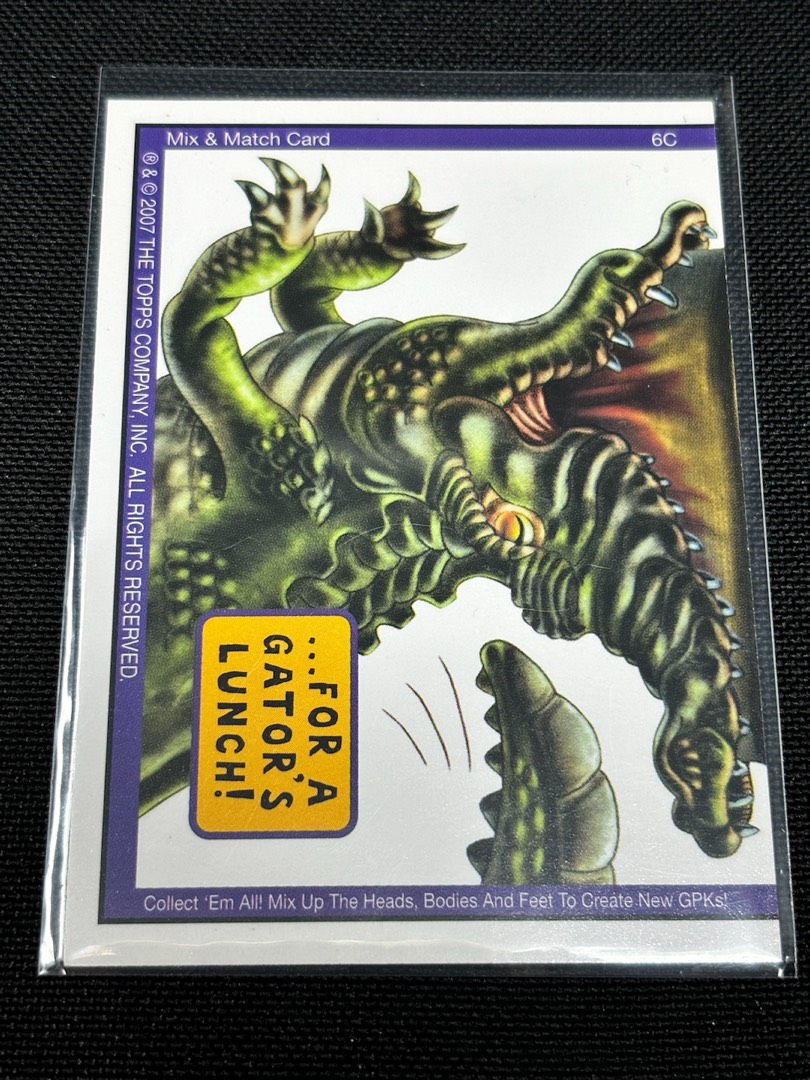 Mix & Match Card
6C
® & © 2007 THE TOPPS COMPANY, INC. ALL RIGHTS RESERVED.
...FOR A
GATOR'S
LUNCH!
Collect 'Em All! Mix Up The Heads, Bodies And Feet To Create New GPKs!